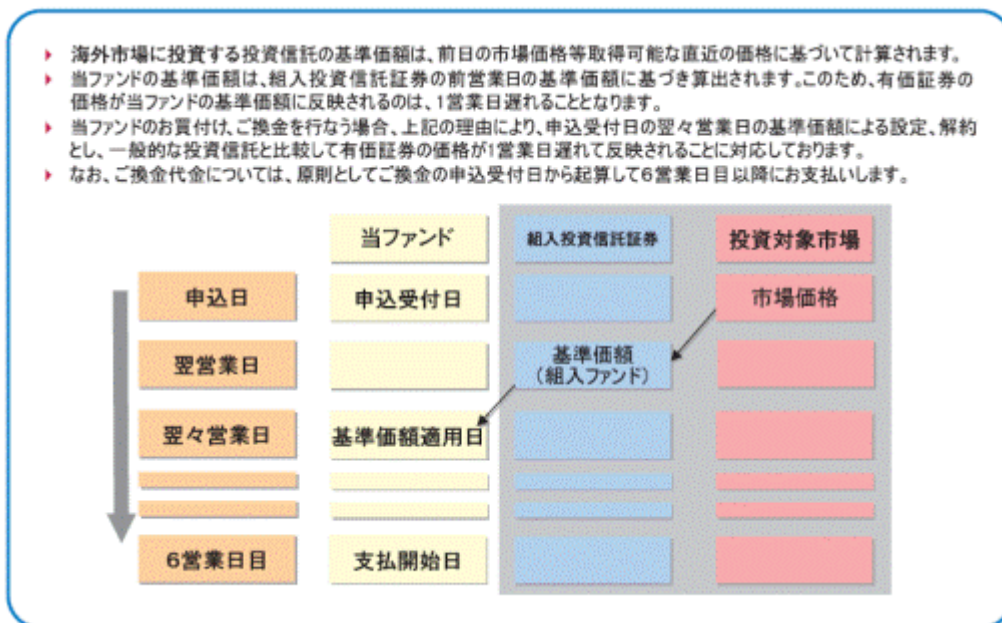 海外市場に投資する投資信託の基準価額は、前日の市場価格等取得可能な直近の価格に基づいて計算されます。
当ファンドの基準価額は、組入投資信託証券の前営業日の基準価額に基づき算出されます。このため、有価証券の
価格が当ファンドの基準価額に反映されるのは、1営業日遅れることとなります。
当ファンドのお買付け、ご換金を行なう場合、上記の理由により、申込受付日の翌々営業日の基準価額による設定、解約
とし、一般的な投資信託と比較して有価証券の価格が1営業日遅れて反映されることに対応しております。
なお、ご換金代金については、原則としてご換金の申込受付日から起算して6営業日目以降にお支払いします。
当ファンド 組入投資信託証券 投資対象市場
申込日 申込受付日 市場価格
翌営業日 基準価額
(組入ファンド)
翌々営業日 基準価額適用日
6営業日目 支払開始日